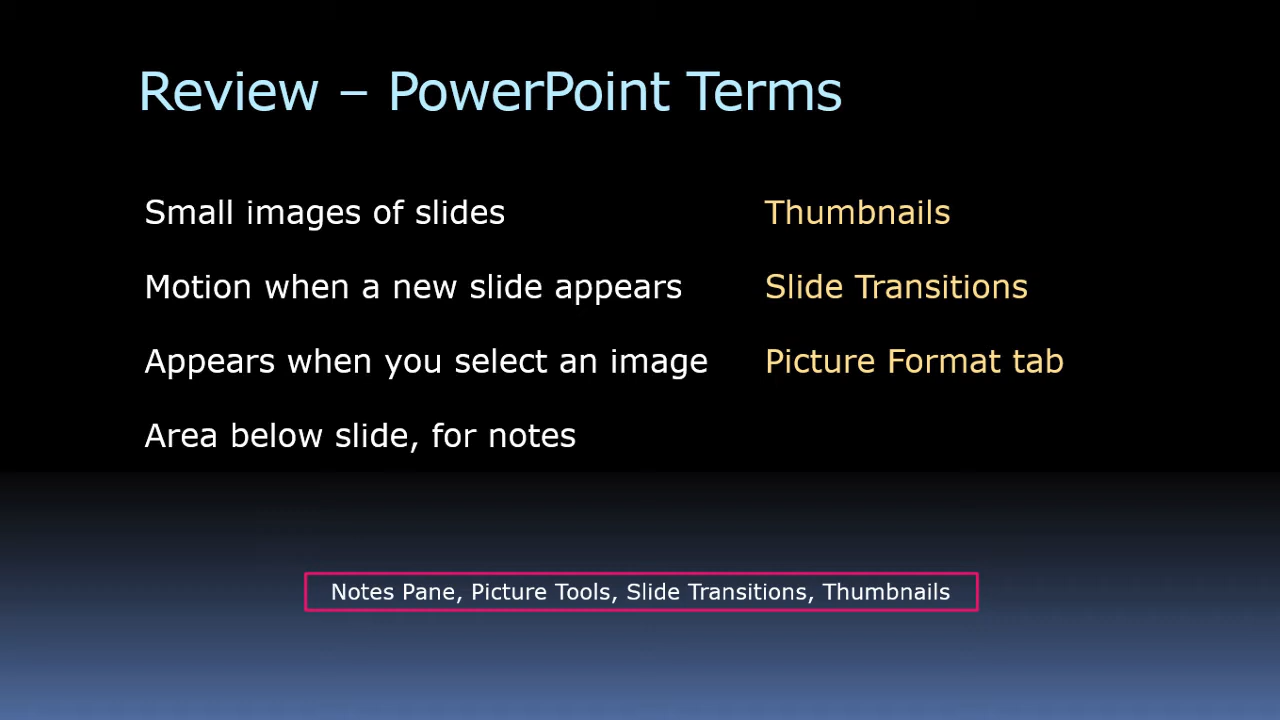 Review – PowerPoint Terms
Small images of slides Thumbnails
Motion when a new slide appears Slide Transitions
Appears when you select an image Picture Format tab
Area below slide, for notes
Notes Pane, Picture Tools, Slide Transitions, Thumbnails